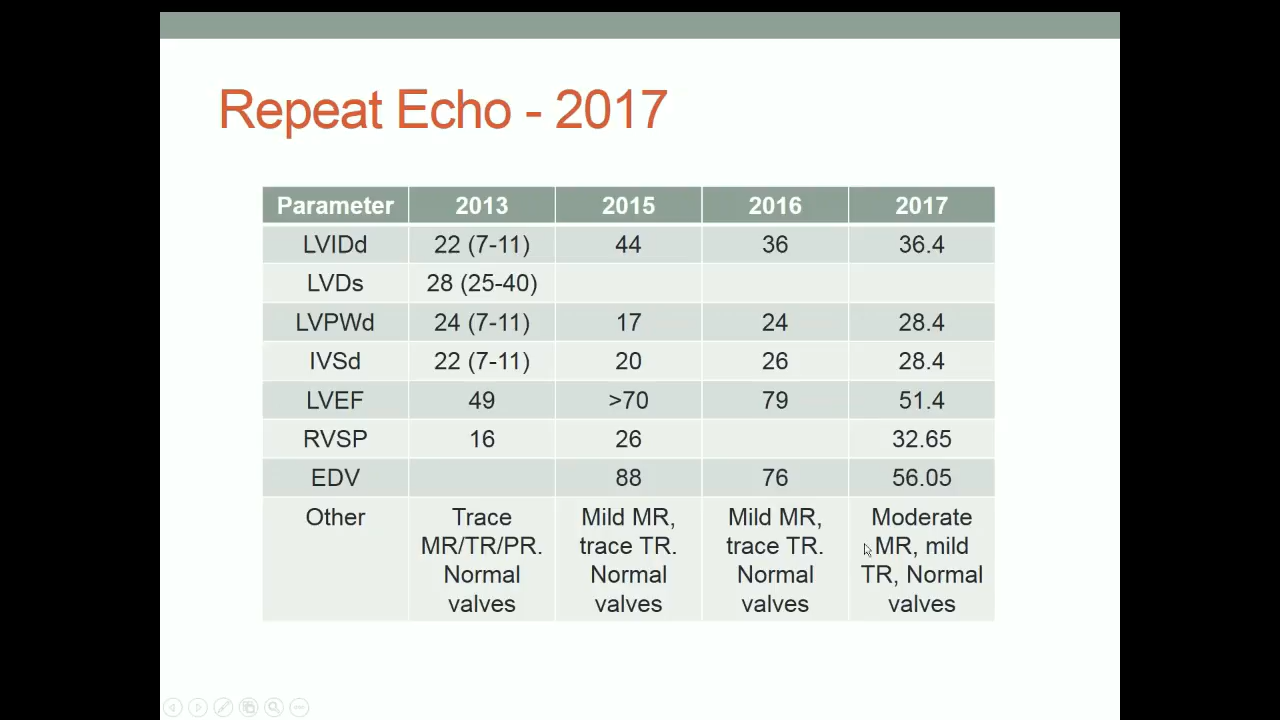 Repeat Echo - 2017
Parameter 2013 2015 2016 2017
LVIDd 22 (7-11) 44 36 36.4
LVDs 28 (25-40)
LVPWd 24 (7-11) 17 24 28.4
IVSd 22 (7-11) 20 26 28.4
LVEF 49 >70 79 51.4
RVSP 16 26 32.65
EDV 88 76 56.05
Other Trace Mild MR, Mild MR, Moderate
MR/TR/PR. trace TR. trace TR. MR, mild
Normal Normal Normal TR, Normal
valves valves valves valves